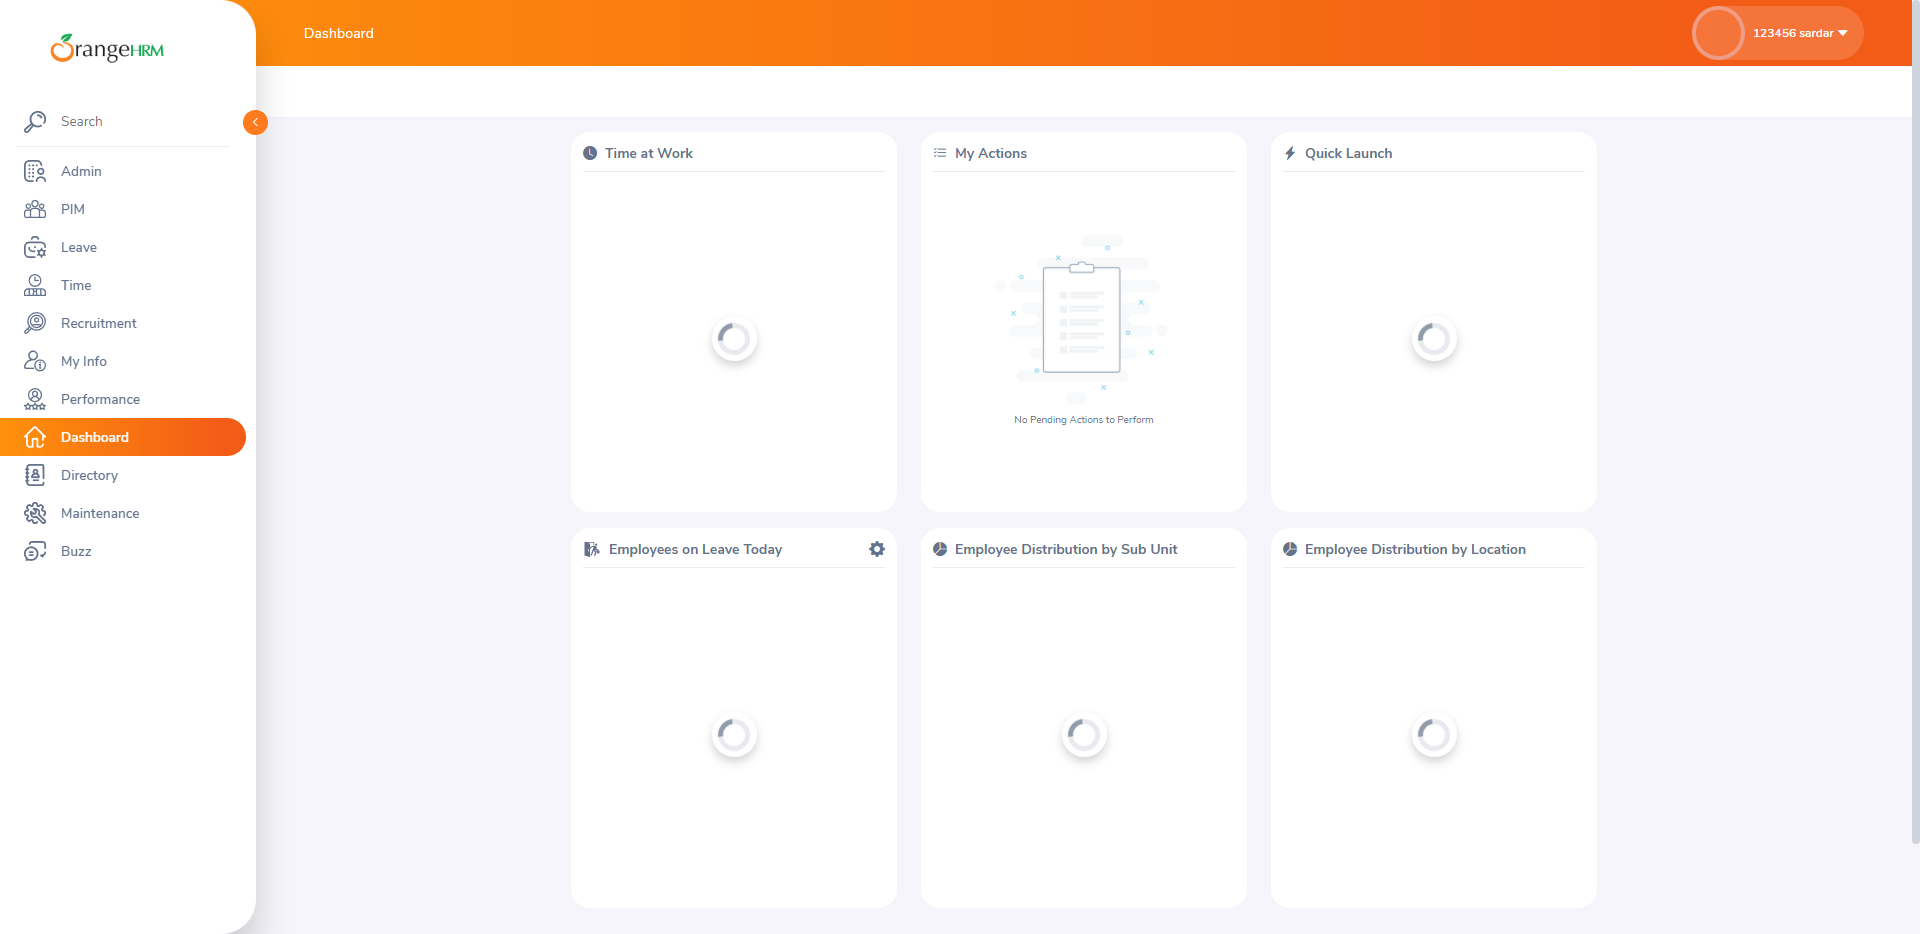 OrangeHRM
Dashboard
123456 sardar
Search
Admin
PIM
Leave
Time
Recruitment
My Info
Performance
Dashboard
Directory
Maintenance
Buzz
Time at Work
My Actions
No Pending Actions to Perform
Quick Launch
Employees on Leave Today
Employee Distribution by Sub Unit
Employee Distribution by Location